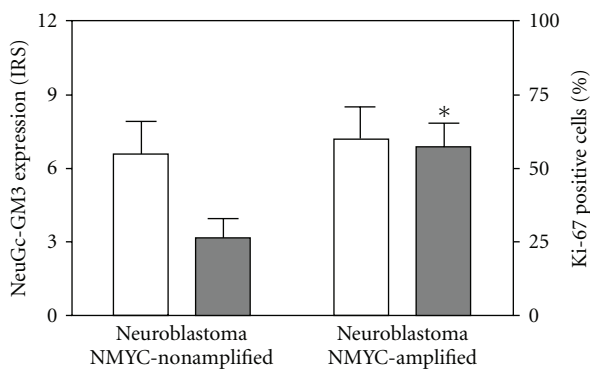 NeuGc-GM3 expression (IRS)
12
9
6
3
0
100
75
50
25
0
Ki-67 positive cells (%)
*
Neuroblastoma
NMYC-nonamplified
Neuroblastoma
NMYC-amplified